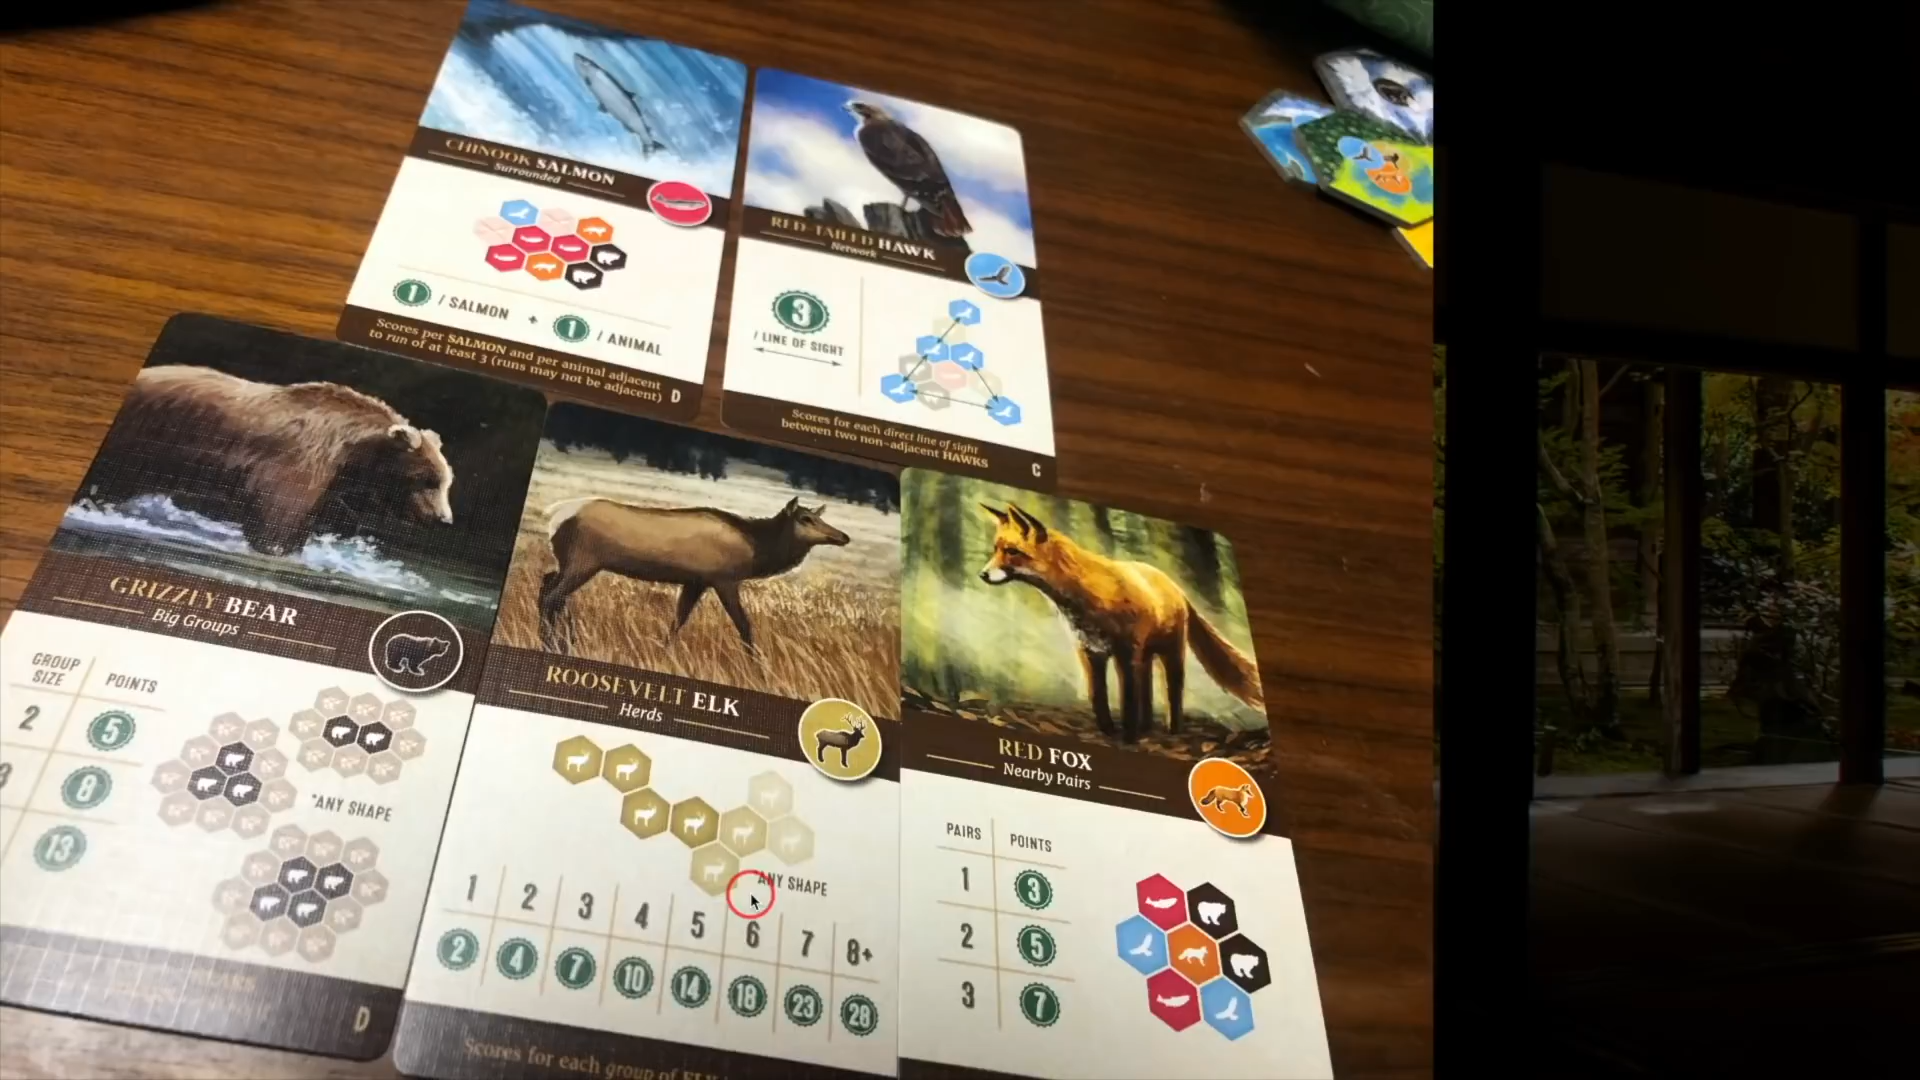 CHINOOK SALMON
Surrounded
1 / SALMON + 1 / ANIMAL
Scores per SALMON and per animal adjacent
to run of at least 3 (runs may not be adjacent)
D
RED-TAILED HAWK
Network
3
/ LINE OF SIGHT
Scores for each direct line of sight
between two non-adjacent HAWKS
C
GRIZZLY BEAR
Big Groups
GROUP
SIZE
POINTS
2 5
3 8
13
*ANY SHAPE
D
ROOSEVELT ELK
Herds
ANY SHAPE
1 2 3 4 5 6 7 8+
2 4 7 10 14 18 23 28
Scores for each group of ELK
RED FOX
Nearby Pairs
PAIRS POINTS
1 3
2 5
3 7